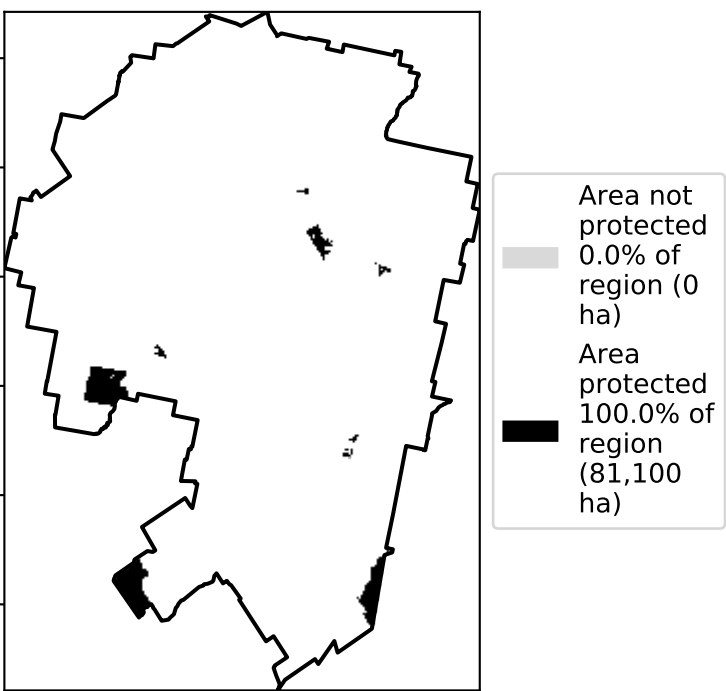 Area not
protected
0.0% of
region (0
ha)
Area
protected
100.0% of
region
(81,100
ha)